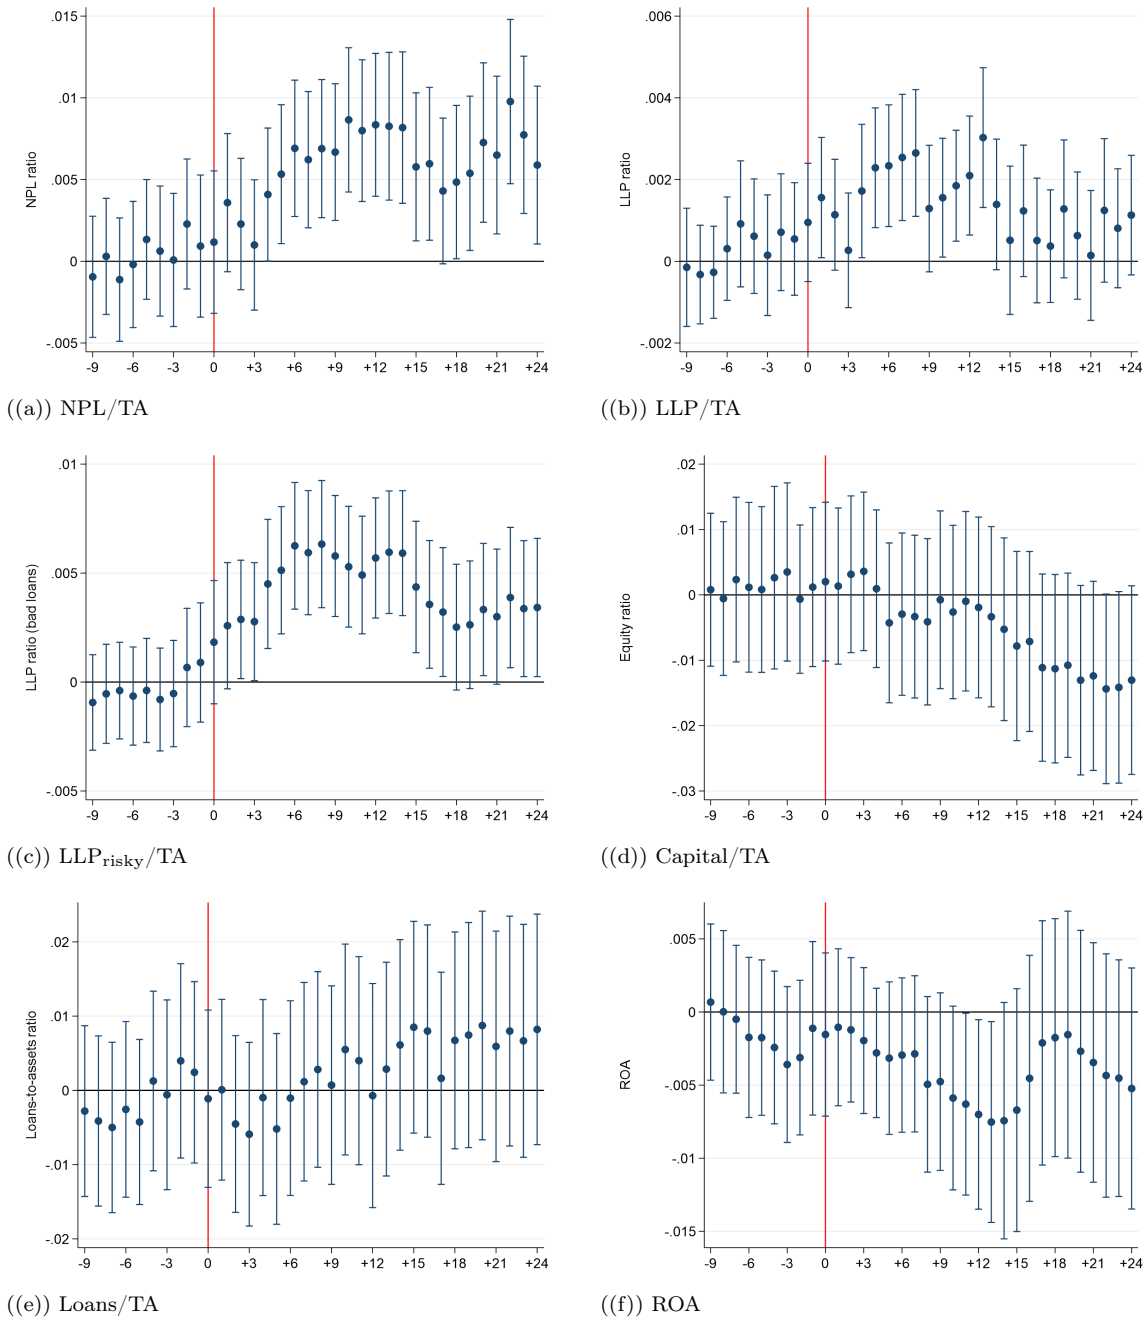 .015
.01
.005
0
-.005
NPL ratio
-9 -6 -3 0 +3 +6 +9 +12 +15 +18 +21 +24
((a)) NPL/TA
.006
.004
.002
0
-.002
LLP ratio
-9 -6 -3 0 +3 +6 +9 +12 +15 +18 +21 +24
((b)) LLP/TA
.01
.005
0
-.005
LLP ratio (bad loans)
-9 -6 -3 0 +3 +6 +9 +12 +15 +18 +21 +24
((c)) LLPrisky/TA
.02
.01
0
-.01
-.02
-.03
Equity ratio
-9 -6 -3 0 +3 +6 +9 +12 +15 +18 +21 +24
((d)) Capital/TA
.02
.01
0
-.01
-.02
Loans-to-assets ratio
-9 -6 -3 0 +3 +6 +9 +12 +15 +18 +21 +24
((e)) Loans/TA
.005
0
-.005
-.01
-.015
ROA
-9 -6 -3 0 +3 +6 +9 +12 +15 +18 +21 +24
((f)) ROA